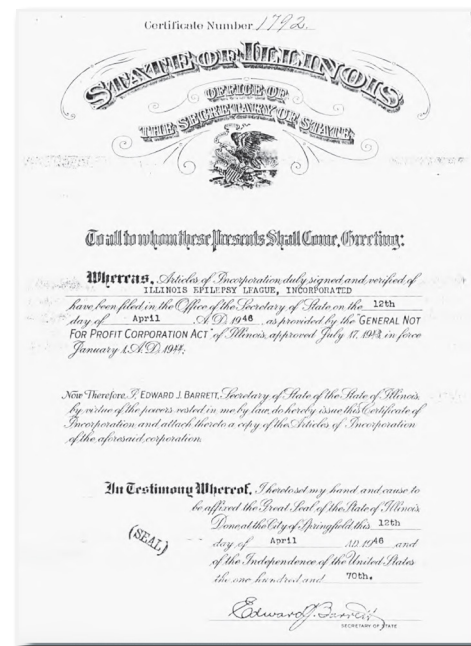 Certificate Number 1792.
STATE OF ILLINOIS
OFFICE OF
THE SECRETARY OF STATE
To all to whom these Presents Shall Come, Greeting:
Whereas, Articles of Incorporation duly signed and verified of
ILLINOIS EPILEPSY LEAGUE, INCORPORATED
have been filed in the Office of the Secretary of State on the 12th
day of April A.D. 1946 as provided by the "GENERAL NOT
FOR PROFIT CORPORATION ACT" of Illinois, approved July 17, 1943, in force
January 1, A.D. 1944;
Now Therefore, I, EDWARD J. BARRETT, Secretary of State of the State of Illinois,
by virtue of the powers vested in me by law, do hereby issue this Certificate of
Incorporation and attach thereto a copy of the Articles of Incorporation
of the aforesaid corporation.
In Testimony Whereof, I hereto set my hand and cause to
be affixed the Great Seal of the State of Illinois,
Done at the City of Springfield this 12th
(SEAL)
day of April A.D. 1946 and
of the Independence of the United States
the one hundred and 70th.
Edward J. Barrett
SECRETARY OF STATE